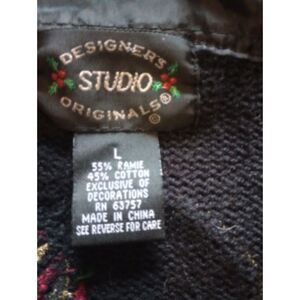 DESIGNER'S
STUDIO
ORIGINALS®
©
L
55% RAMIE
45% COTTON
EXCLUSIVE OF
DECORATIONS
RN 63757
MADE IN CHINA
SEE REVERSE FOR CARE